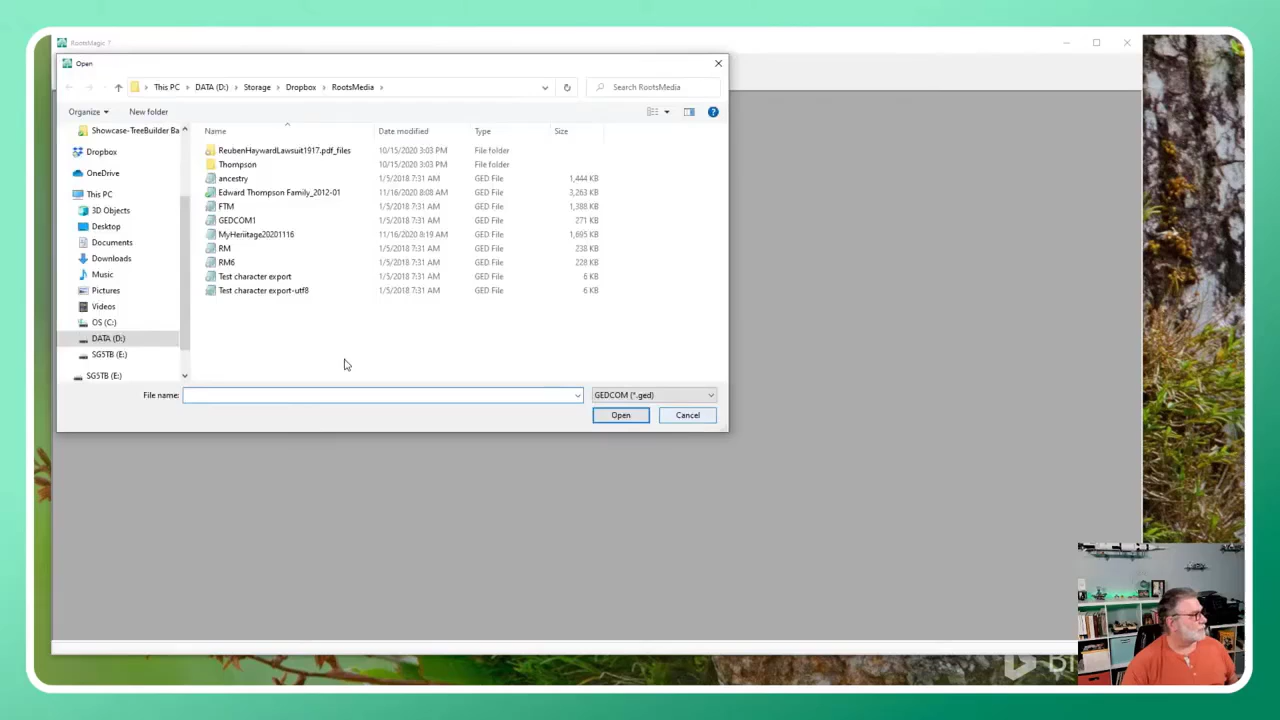 RootsMagic 7
Open
This PC > DATA (D:) > Storage > Dropbox > RootsMedia >
Search RootsMedia
Organize
New folder
Name
Date modified
Type
Size
Showcase-TreeBuilder Ba
Dropbox
OneDrive
This PC
3D Objects
Desktop
Documents
Downloads
Music
Pictures
Videos
OS (C:)
DATA (D:)
SG5TB (E:)
SG5TB (E:)
ReubenHaywardLawsuit1917.pdf_files 10/15/2020 3:03 PM File folder
Thompson 10/15/2020 3:03 PM File folder
ancestry 1/5/2018 7:31 AM GED File 1,444 KB
Edward Thompson Family_2012-01 11/16/2020 8:08 AM GED File 3,263 KB
FTM 1/5/2018 7:31 AM GED File 1,388 KB
GEDCOM1 1/5/2018 7:31 AM GED File 271 KB
MyHeritage20201116 11/16/2020 8:19 AM GED File 1,695 KB
RM 1/5/2018 7:31 AM GED File 238 KB
RM6 1/5/2018 7:31 AM GED File 228 KB
Test character export 1/5/2018 7:31 AM GED File 6 KB
Test character export-utf8 1/5/2018 7:31 AM GED File 6 KB
File name:
GEDCOM (*.ged)
Open
Cancel